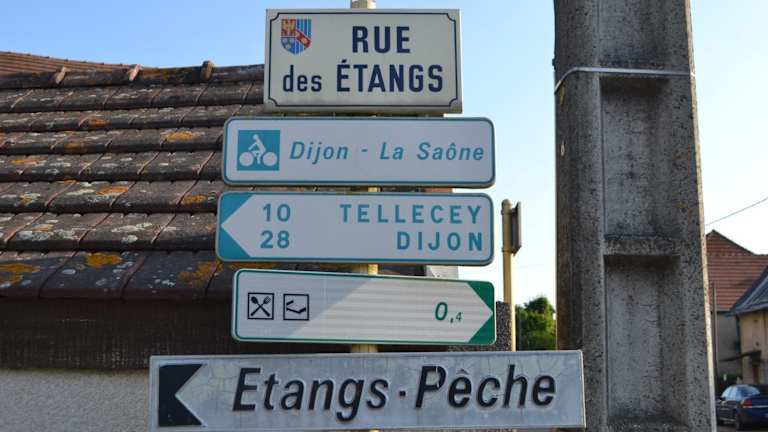 RUE
des ÉTANGS
Dijon - La Saône
10 TELLECEY
28 DIJON
0,4
Etangs - Pêche